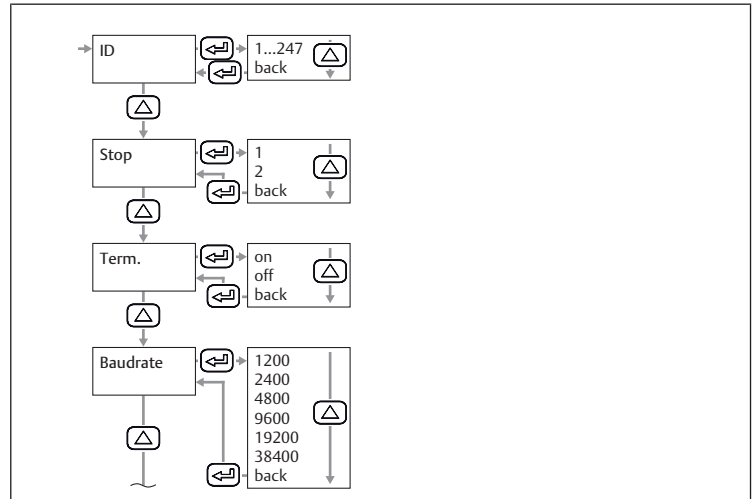 ID
1...247
back
Stop
1
2
back
Term.
on
off
back
Baudrate
1200
2400
4800
9600
19200
38400
back